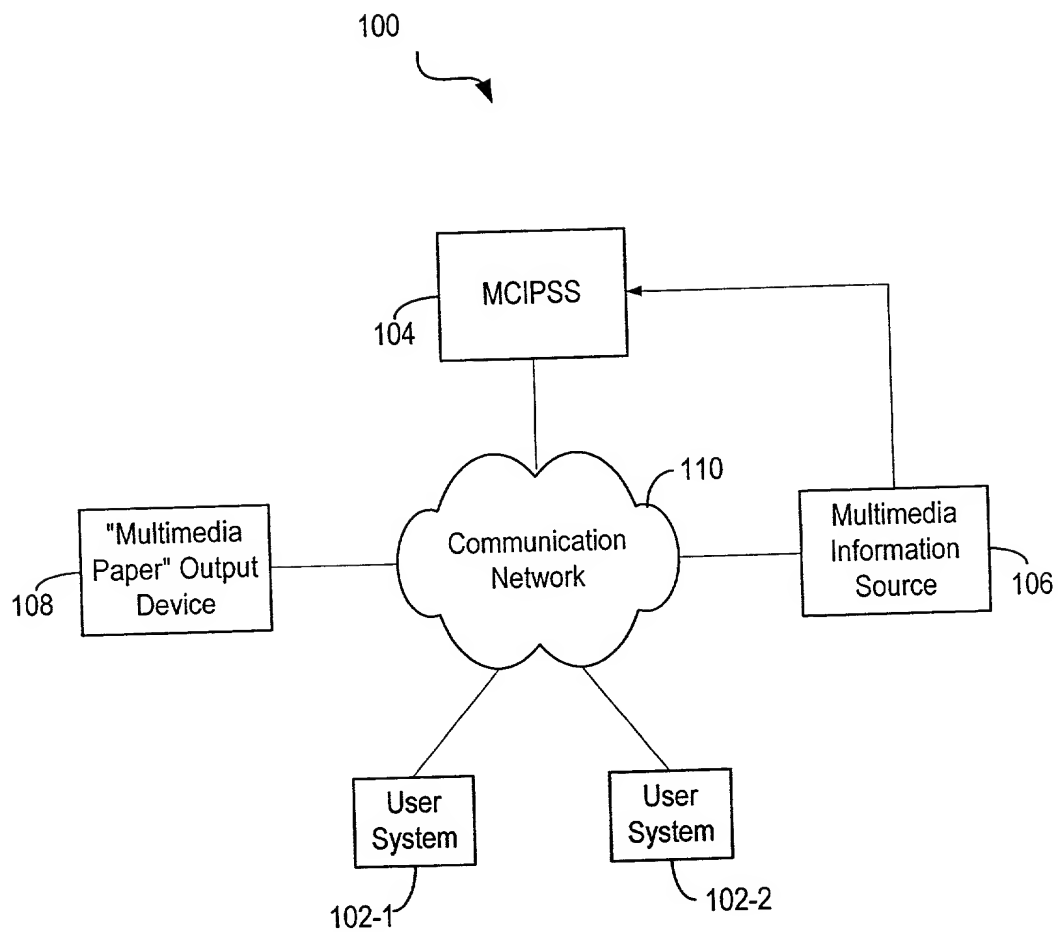 100
MCIPSS
104
110
Communication
Network
"Multimedia
Paper" Output
Device
108
Multimedia
Information
Source
106
User
System
102-1
User
System
102-2